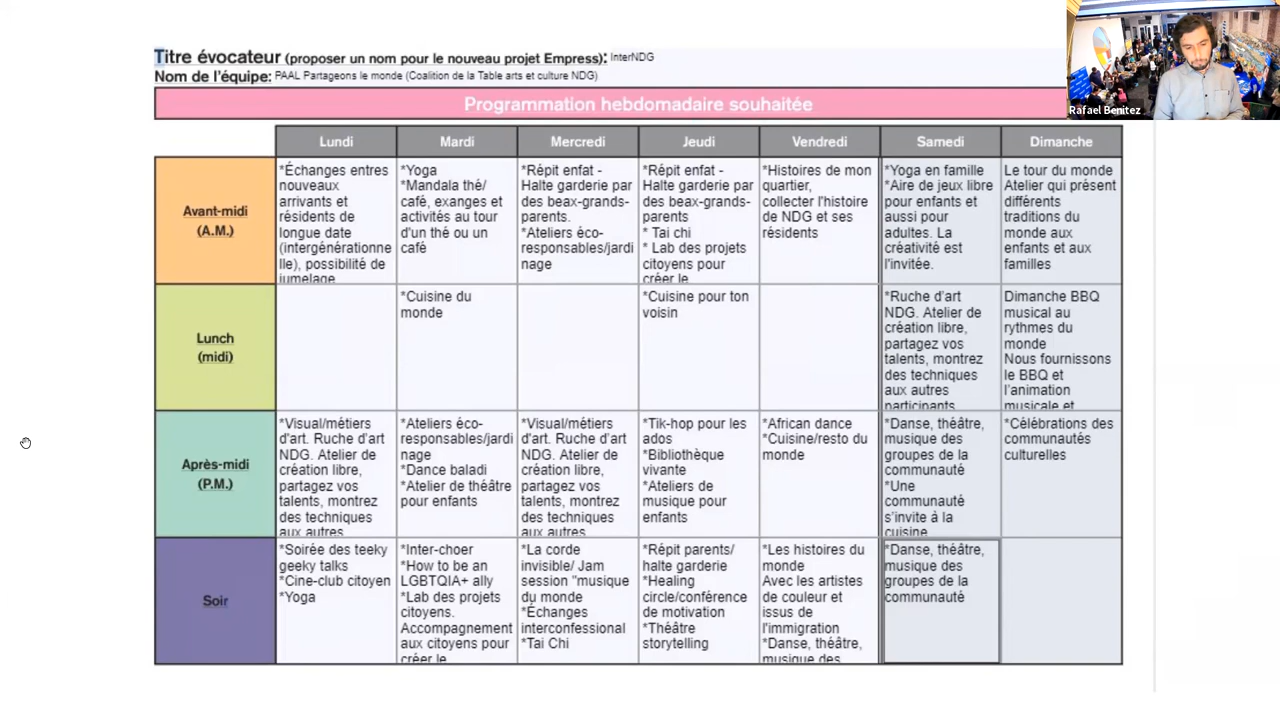 Titre évocateur (proposer un nom pour le nouveau projet Empress): InterNDG
Nom de l'équipe: PAAL Partageons le monde (Coalition de la Table arts et culture NDG)
Rafael Benitez
Programmation hebdomadaire souhaitée
Lundi
Mardi
Mercredi
Jeudi
Vendredi
Samedi
Dimanche
Avant-midi
(A.M.)
*Échanges entres
nouveaux
arrivants et
résidents de
longue date
(intergénérationne
lle), possibilité de
jumelage
*Yoga
*Mandala thé/
café, exanges et
activités au tour
d'un thé ou un
café
*Répit enfat -
Halte garderie par
des beax-grands-
parents.
*Ateliers éco-
responsables/jardi
nage
*Répit enfat -
Halte garderie par
des beax-grands-
parents
* Tai chi
* Lab des projets
citoyens pour
créer le
*Histoires de mon
quartier,
collecter l'histoire
de NDG et ses
résidents
*Yoga en famille
*Aire de jeux libre
pour enfants et
aussi pour
adultes. La
créativité est
l'invitée.
Le tour du monde
Atelier qui présent
différents
traditions du
monde aux
enfants et aux
familles
Lunch
(midi)
*Cuisine du
monde
*Cuisine pour ton
voisin
*Ruche d'art
NDG. Atelier de
création libre,
partagez vos
talents, montrez
des techniques
aux autres
participants
Dimanche BBQ
musical au
rythmes du
monde
Nous fournissons
le BBQ et
l'animation
musicale et
Après-midi
(P.M.)
*Visual/métiers
d'art. Ruche d'art
NDG. Atelier de
création libre,
partagez vos
talents, montrez
des techniques
aux autres
*Ateliers éco-
responsables/jardi
nage
*Dance baladi
*Atelier de théâtre
pour enfants
*Visual/métiers
d'art. Ruche d'art
NDG. Atelier de
création libre,
partagez vos
talents, montrez
des techniques
aux autres
*Tik-hop pour les
ados
*Bibliothèque
vivante
*Ateliers de
musique pour
enfants
*African dance
*Cuisine/resto du
monde
*Danse, théâtre,
musique des
groupes de la
communauté
*Une
communauté
s'invite à la
cuisine
*Célébrations des
communautés
culturelles
Soir
*Soirée des teeky
geeky talks
*Cine-club citoyen
*Yoga
*Inter-choer
*How to be an
LGBTQIA+ ally
*Lab des projets
citoyens.
Accompagnement
aux citoyens pour
créer le
*La corde
invisible/ Jam
session "musique
du monde
*Échanges
interconfessional
*Tai Chi
*Répit parents/
halte garderie
*Healing
circle/conférence
de motivation
*Théâtre
storytelling
*Les histoires du
monde
Avec les artistes
de couleur et
issus de
l'immigration
*Danse, théâtre,
musique des
*Danse, théâtre,
musique des
groupes de la
communauté